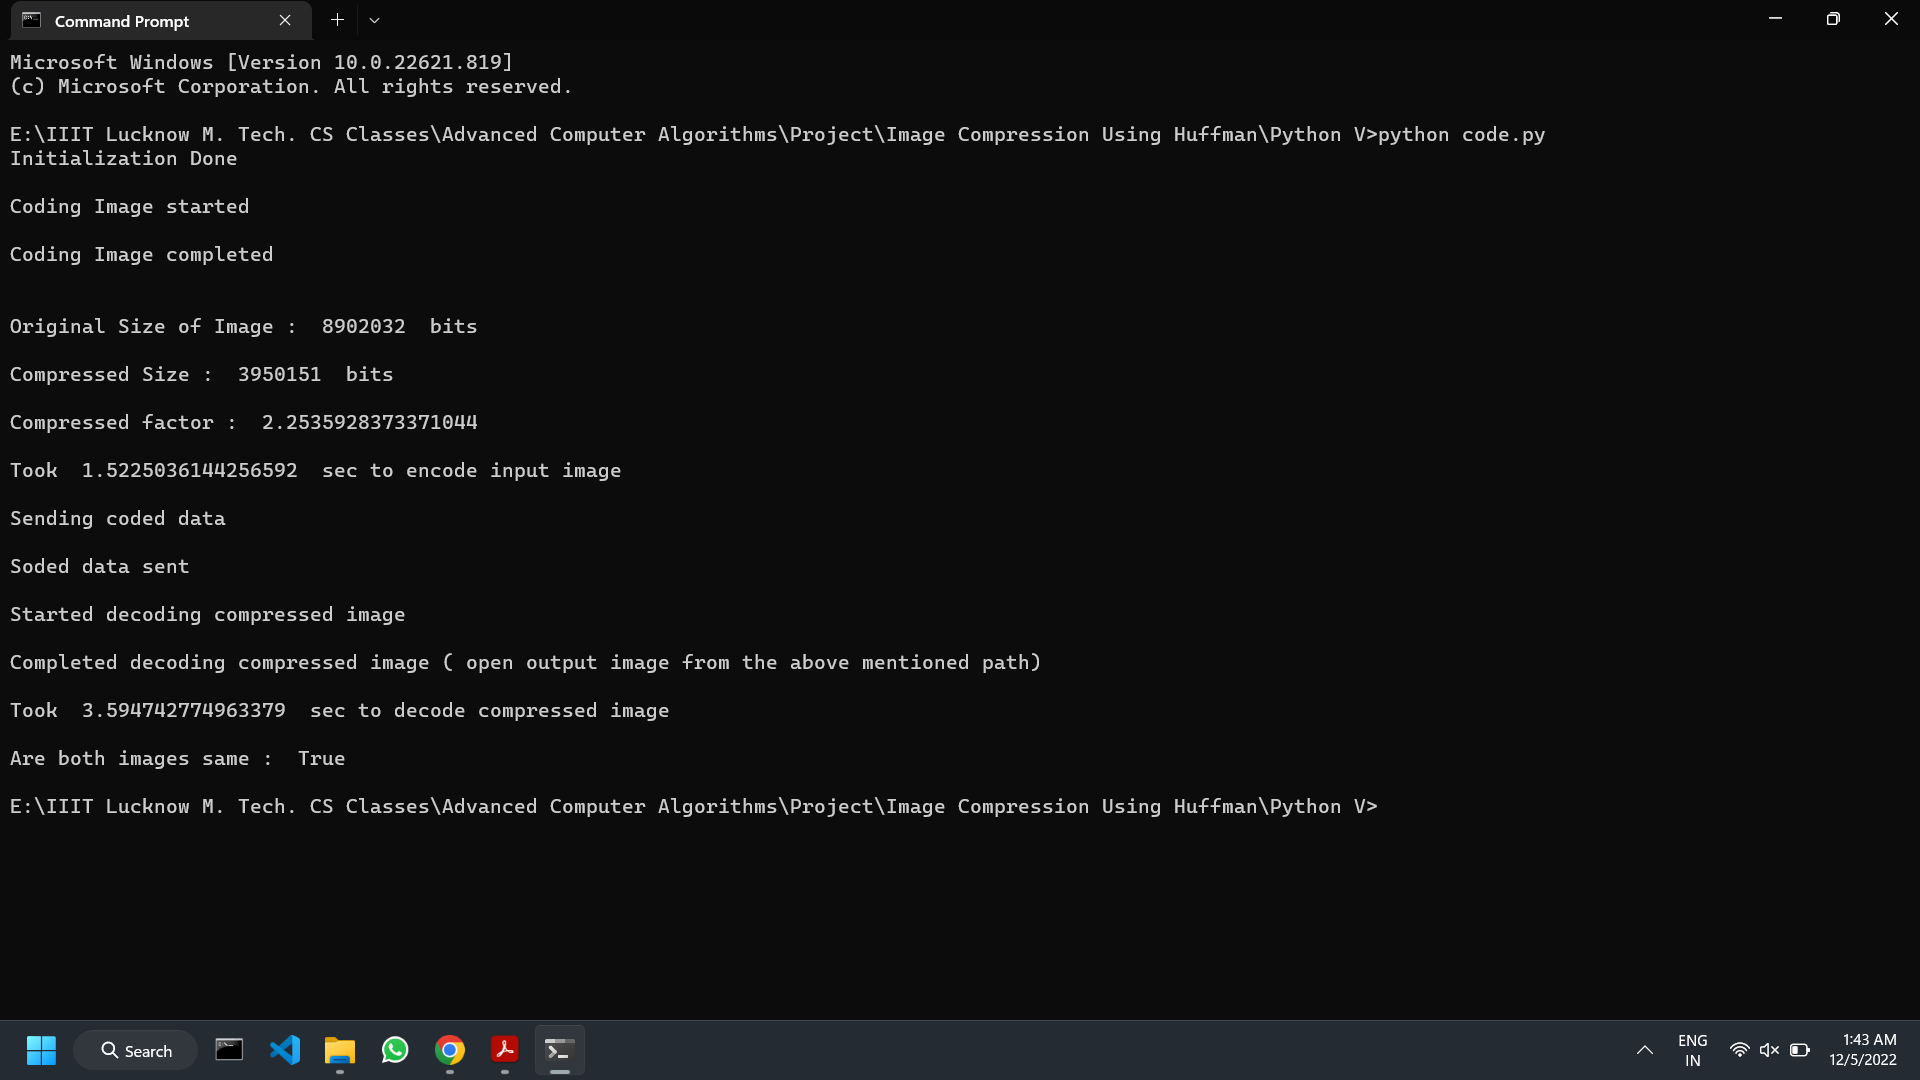 Command Prompt
Microsoft Windows [Version 10.0.22621.819]
(c) Microsoft Corporation. All rights reserved.
E:\IIIT Lucknow M. Tech. CS Classes\Advanced Computer Algorithms\Project\Image Compression Using Huffman\Python V>python code.py
Initialization Done
Coding Image started
Coding Image completed
Original Size of Image :  8902032  bits
Compressed Size :  3950151  bits
Compressed factor :  2.2535928373371044
Took  1.5225036144256592  sec to encode input image
Sending coded data
Soded data sent
Started decoding compressed image
Completed decoding compressed image ( open output image from the above mentioned path)
Took  3.594742774963379  sec to decode compressed image
Are both images same :  True
E:\IIIT Lucknow M. Tech. CS Classes\Advanced Computer Algorithms\Project\Image Compression Using Huffman\Python V>
Search
ENG
IN
1:43 AM
12/5/2022